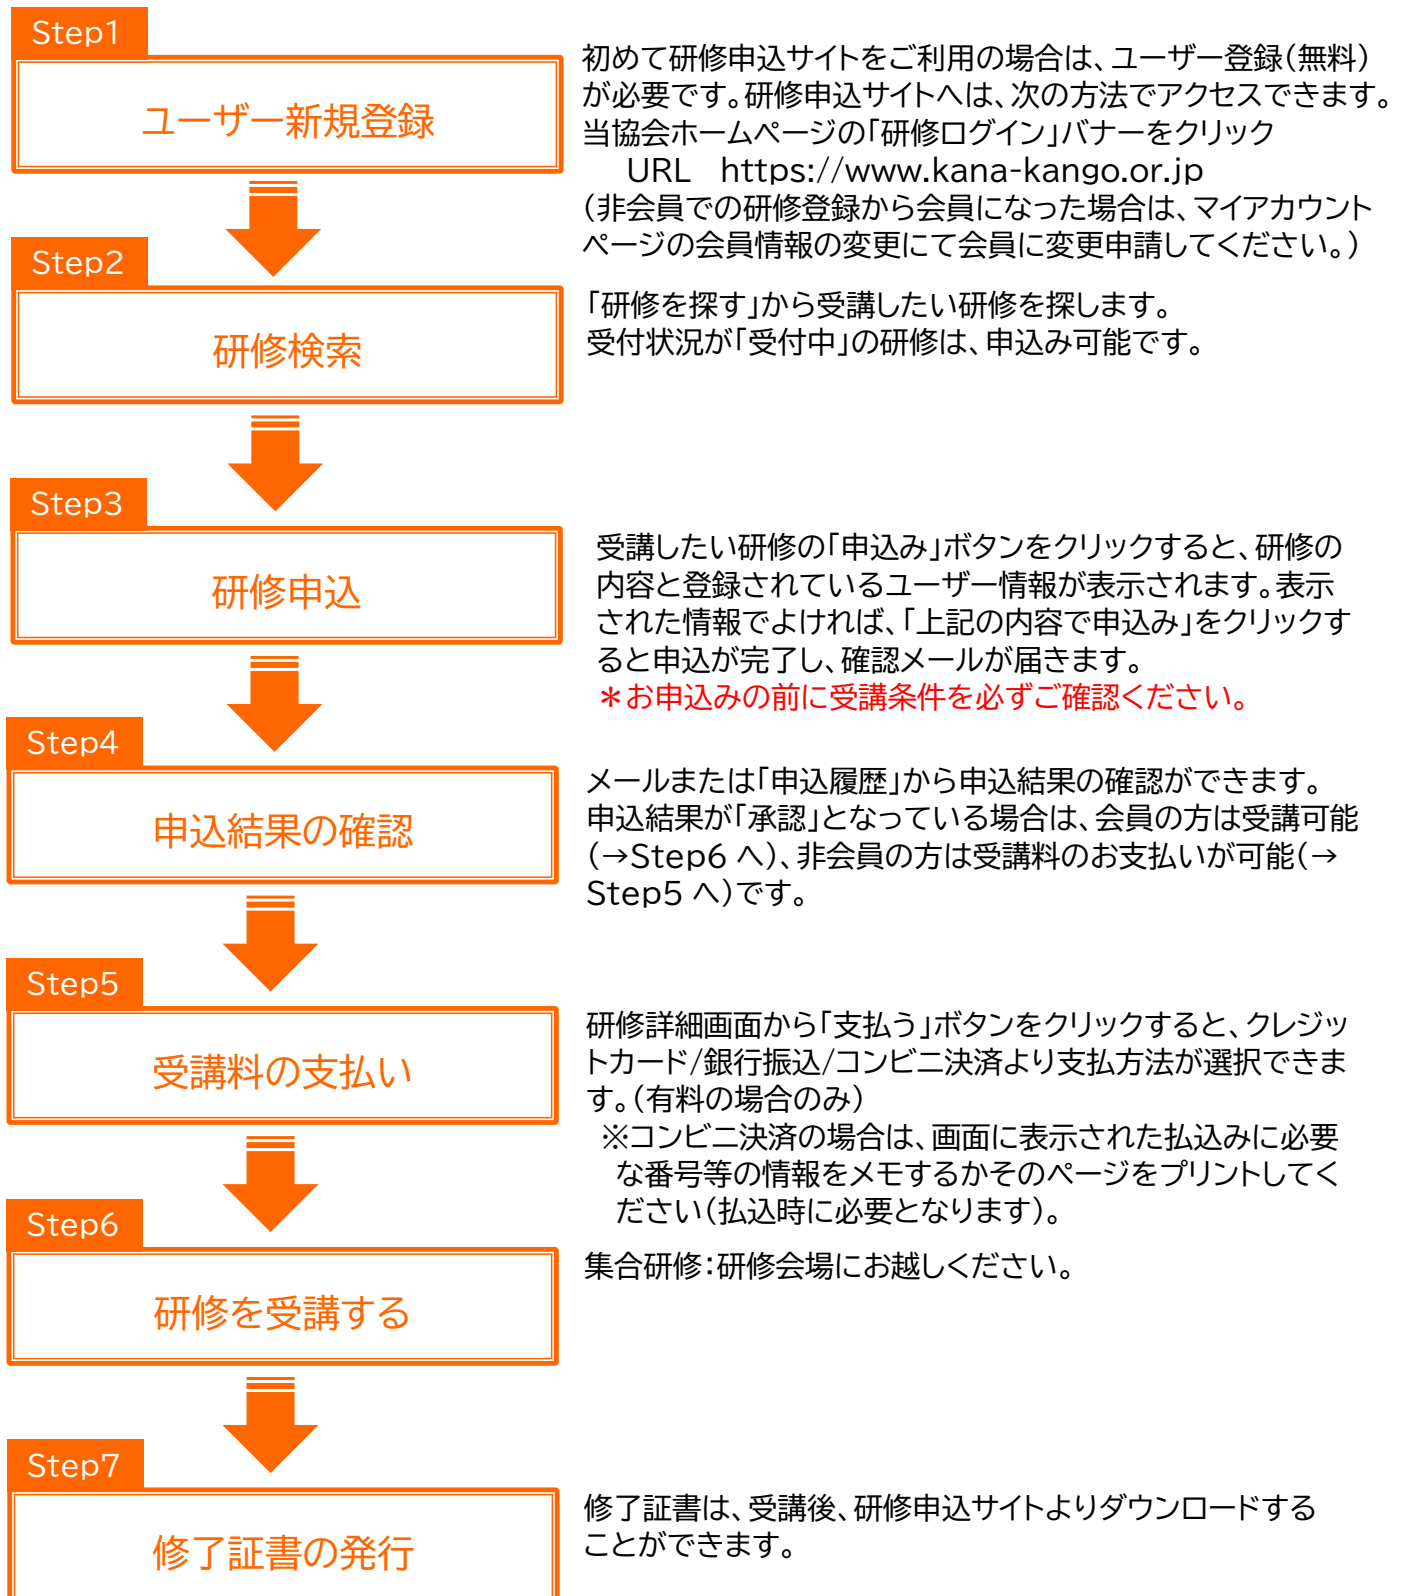 Step1
ユーザー新規登録
初めて研修申込サイトをご利用の場合は、ユーザー登録（無料）
が必要です。研修申込サイトへは、次の方法でアクセスできます。
当協会ホームページの「研修ログイン」バナーをクリック
URL　https://www.kana-kango.or.jp
（非会員での研修登録から会員になった場合は、マイアカウント
ページの会員情報の変更にて会員に変更申請してください。）
Step2
研修検索
「研修を探す」から受講したい研修を探します。
受付状況が「受付中」の研修は、申込み可能です。
Step3
研修申込
受講したい研修の「申込み」ボタンをクリックすると、研修の
内容と登録されているユーザー情報が表示されます。表示
された情報でよければ、「上記の内容で申込み」をクリックす
ると申込が完了し、確認メールが届きます。
＊お申込みの前に受講条件を必ずご確認ください。
Step4
申込結果の確認
メールまたは「申込履歴」から申込結果の確認ができます。
申込結果が「承認」となっている場合は、会員の方は受講可能
（→Step6 へ）、非会員の方は受講料のお支払いが可能（→
Step5 へ）です。
Step5
受講料の支払い
研修詳細画面から「支払う」ボタンをクリックすると、クレジッ
トカード/銀行振込/コンビニ決済より支払方法が選択できま
す。（有料の場合のみ）
※コンビニ決済の場合は、画面に表示された払込みに必要
な番号等の情報をメモするかそのページをプリントしてく
ださい（払込時に必要となります）。
Step6
研修を受講する
集合研修：研修会場にお越しください。
Step7
修了証書の発行
修了証書は、受講後、研修申込サイトよりダウンロードする
ことができます。